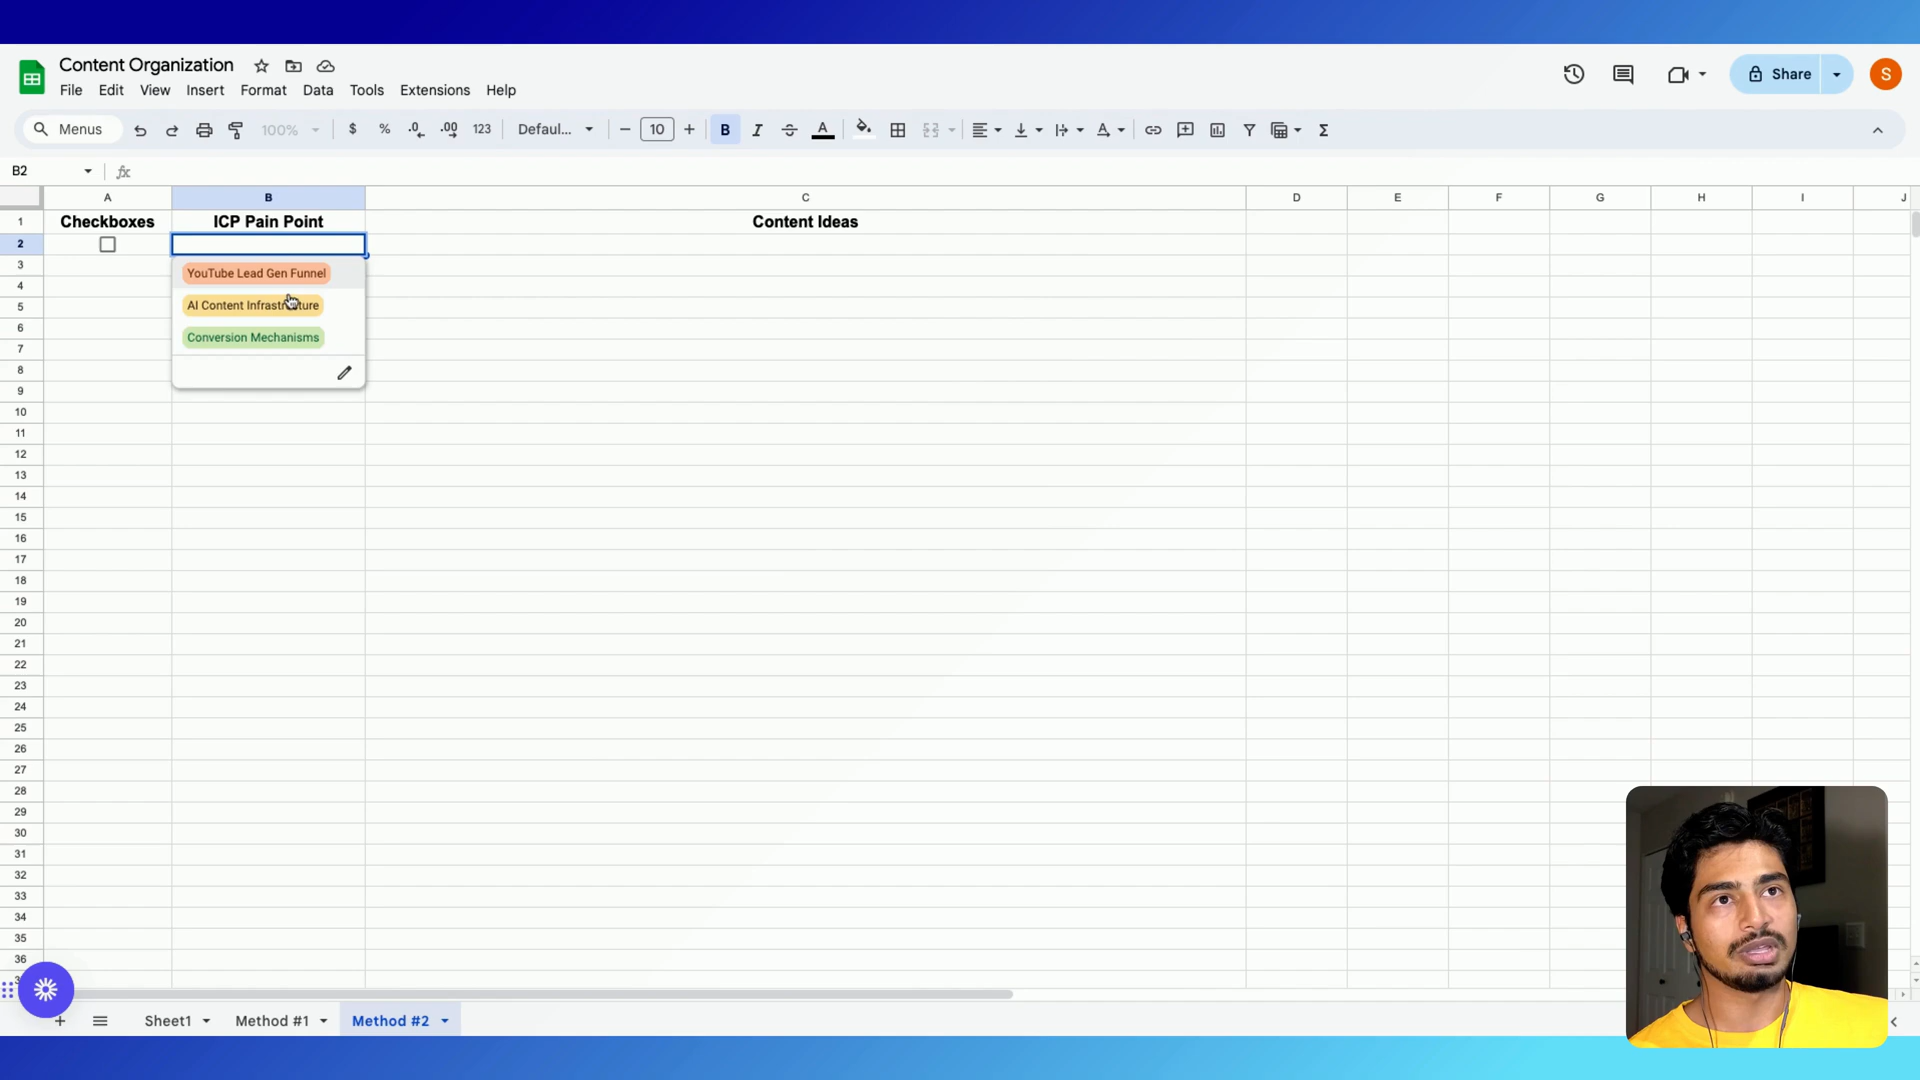 Content Organization
File Edit View Insert Format Data Tools Extensions Help
Share
S
Menus
100%
$ % .0 .00 123
Defaul...
10
B I A
B2
fx
A B C D E F G H I J
1 Checkboxes ICP Pain Point Content Ideas
2
3 YouTube Lead Gen Funnel
4
5 AI Content Infrastructure
6
7 Conversion Mechanisms
8
9
10
11
12
13
14
15
16
17
18
19
20
21
22
23
24
25
26
27
28
29
30
31
32
33
34
35
36
Sheet1 Method #1 Method #2